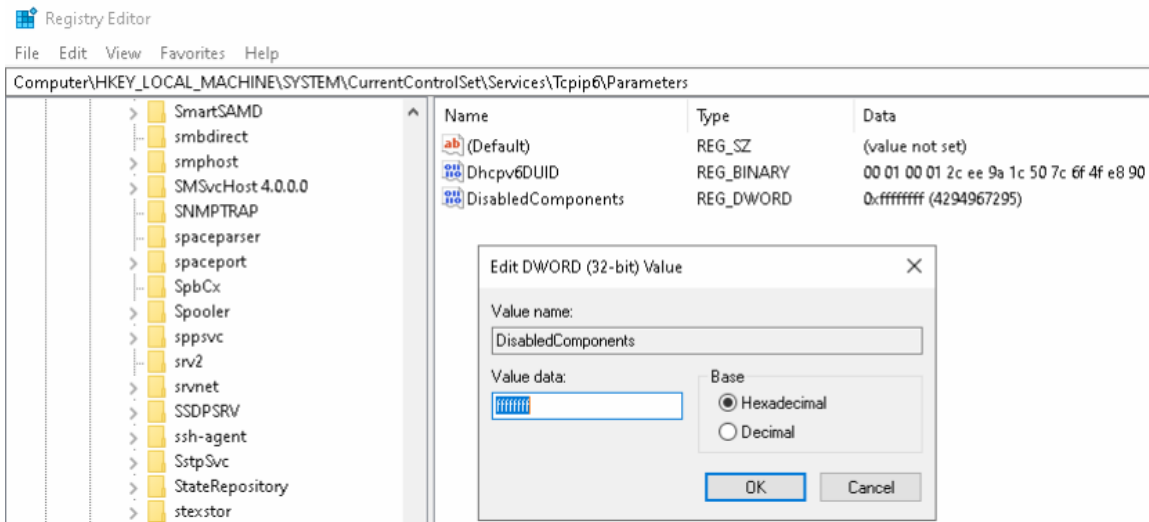 Registry Editor
File Edit View Favorites Help
Computer\HKEY_LOCAL_MACHINE\SYSTEM\CurrentControlSet\Services\Tcpip6\Parameters
SmartSAMD
smbdirect
smphost
SMSvcHost 4.0.0.0
SNMPTRAP
spaceparser
spaceport
SpbCx
Spooler
sppsvc
srv2
srvnet
SSDPSRV
ssh-agent
SstpSvc
StateRepository
stexstor
Name Type Data
(Default) REG_SZ (value not set)
Dhcpv6DUID REG_BINARY 00 01 00 01 2c ee 9a 1c 50 7c 6f 4f e8 90
DisabledComponents REG_DWORD 0xffffffff (4294967295)
Edit DWORD (32-bit) Value
Value name:
DisabledComponents
Value data:
ffffffff
Base
Hexadecimal
Decimal
OK Cancel